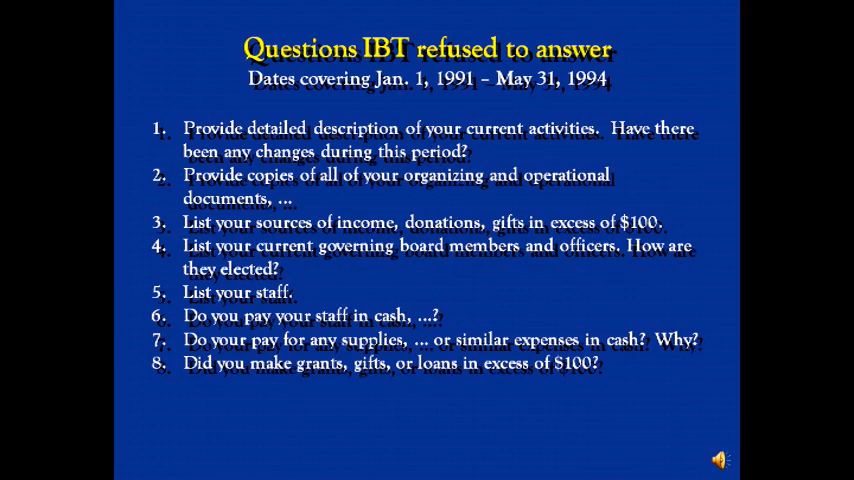 Questions IBT refused to answer
Dates covering Jan. 1, 1991 – May 31, 1994
1. Provide detailed description of your current activities. Have there
been any changes during this period?
2. Provide copies of all of your organizing and operational
documents, ...
3. List your sources of income, donations, gifts in excess of $100.
4. List your current governing board members and officers. How are
they elected?
5. List your staff.
6. Do you pay your staff in cash, ...?
7. Do your pay for any supplies, ... or similar expenses in cash? Why?
8. Did you make grants, gifts, or loans in excess of $100?